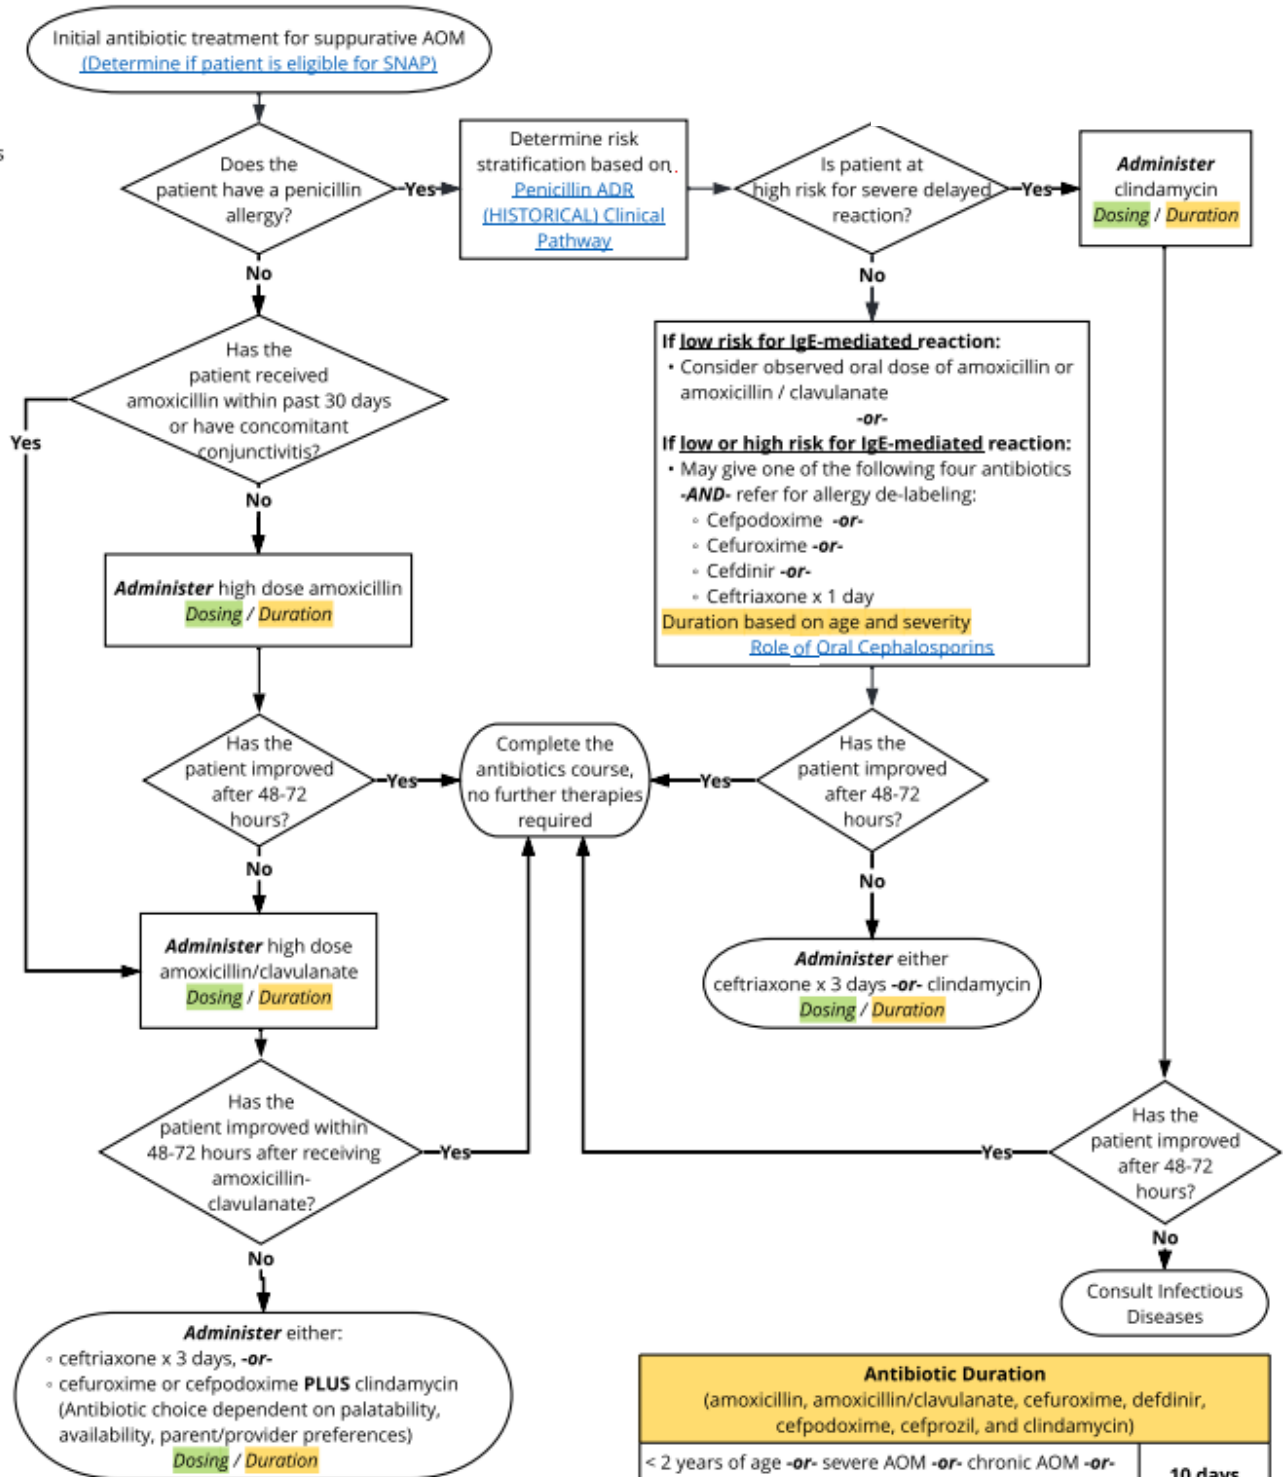 Initial antibiotic treatment for suppurative AOM
(Determine if patient is eligible for SNAP)
s
Does the
patient have a penicillin
allergy?
Yes
Determine risk
stratification based on
Penicillin ADR
(HISTORICAL) Clinical
Pathway
Is patient at
high risk for severe delayed
reaction?
Yes
Administer
clindamycin
Dosing / Duration
No
No
Has the
patient received
amoxicillin within past 30 days
or have concomitant
conjunctivitis?
Yes
No
If low risk for IgE-mediated reaction:
• Consider observed oral dose of amoxicillin or
amoxicillin / clavulanate
-or-
If low or high risk for IgE-mediated reaction:
• May give one of the following four antibiotics
-AND- refer for allergy de-labeling:
◦ Cefpodoxime -or-
◦ Cefuroxime -or-
◦ Cefdinir -or-
◦ Ceftriaxone x 1 day
Duration based on age and severity
Role of Oral Cephalosporins
Administer high dose amoxicillin
Dosing / Duration
Has the
patient improved
after 48-72
hours?
Yes
Complete the
antibiotics course,
no further therapies
required
Yes
Has the
patient improved
after 48-72
hours?
No
No
Administer high dose
amoxicillin/clavulanate
Dosing / Duration
Administer either
ceftriaxone x 3 days -or- clindamycin
Dosing / Duration
Has the
patient improved within
48-72 hours after receiving
amoxicillin-
clavulanate?
Yes
Yes
Has the
patient improved
after 48-72
hours?
No
No
Consult Infectious
Diseases
Administer either:
◦ ceftriaxone x 3 days, -or-
◦ cefuroxime or cefpodoxime PLUS clindamycin
(Antibiotic choice dependent on palatability,
availability, parent/provider preferences)
Dosing / Duration
Antibiotic Duration
(amoxicillin, amoxicillin/clavulanate, cefuroxime, defdinir,
cefpodoxime, cefprozil, and clindamycin)
< 2 years of age -or- severe AOM -or- chronic AOM -or-
10 days